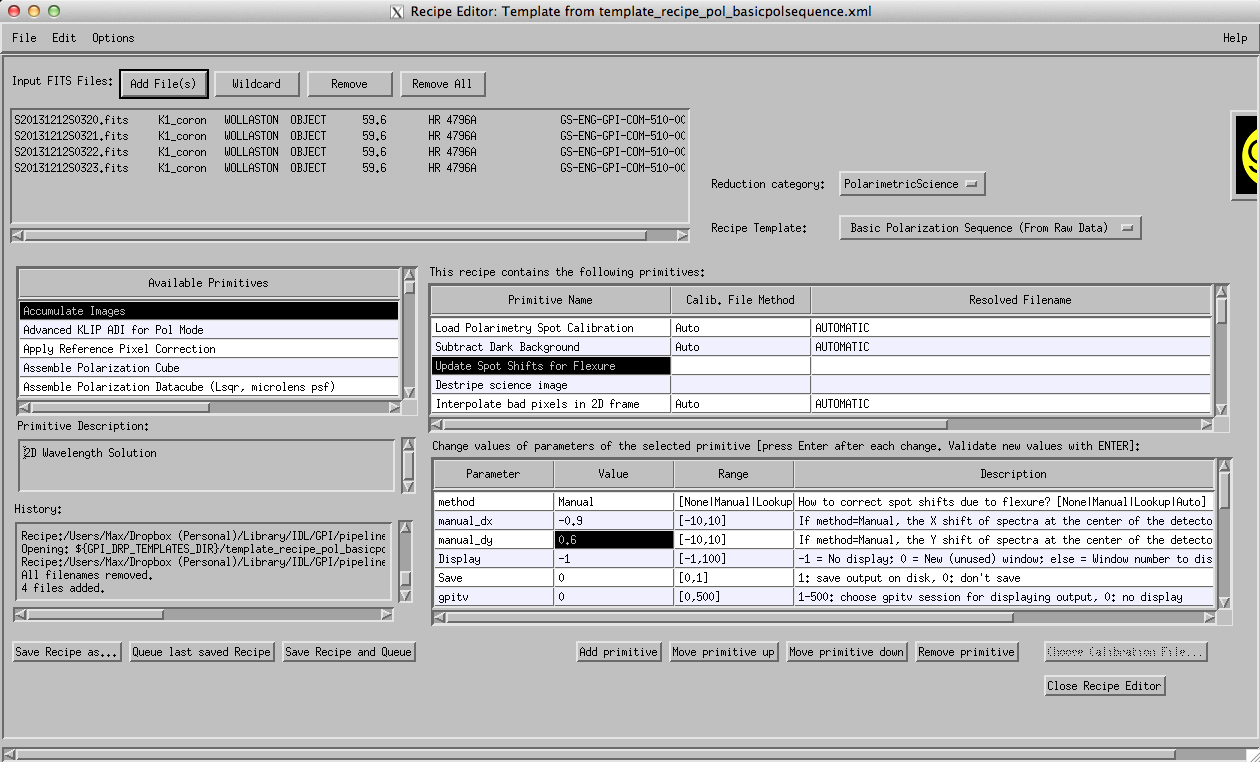 Recipe Editor: Template from template_recipe_pol_basicpolsequence.xml
File Edit Options Help
Input FITS Files: Add File(s) Wildcard Remove Remove All
S20131212S0320.fits K1_coron WOLLASTON OBJECT 59.6 HR 4796A GS-ENG-GPI-COM-510-00
S20131212S0321.fits K1_coron WOLLASTON OBJECT 59.6 HR 4796A GS-ENG-GPI-COM-510-00
S20131212S0322.fits K1_coron WOLLASTON OBJECT 59.6 HR 4796A GS-ENG-GPI-COM-510-00
S20131212S0323.fits K1_coron WOLLASTON OBJECT 59.6 HR 4796A GS-ENG-GPI-COM-510-00
Reduction category: PolarimetricScience
Recipe Template: Basic Polarization Sequence (From Raw Data)
Available Primitives
Accumulate Images
Advanced KLIP ADI for Pol Mode
Apply Reference Pixel Correction
Assemble Polarization Cube
Assemble Polarization Datacube (Lsqr, microlens psf)
Primitive Description:
2D Wavelength Solution
History:
Recipe:/Users/Max/Dropbox (Personal)/Library/IDL/GPI/pipeline
Opening: ${GPI_DRP_TEMPLATES_DIR}/template_recipe_pol_basicpo
Recipe:/Users/Max/Dropbox (Personal)/Library/IDL/GPI/pipeline
All filenames removed.
4 files added.
This recipe contains the following primitives:
Primitive Name Calib. File Method Resolved Filename
Load Polarimetry Spot Calibration Auto AUTOMATIC
Subtract Dark Background Auto AUTOMATIC
Update Spot Shifts for Flexure
Destripe science image
Interpolate bad pixels in 2D frame Auto AUTOMATIC
Change values of parameters of the selected primitive [press Enter after each change. Validate new values with ENTER]:
Parameter Value Range Description
method Manual [None|Manual|Lookup How to correct spot shifts due to flexure? [None|Manual|Lookup|Auto]
manual_dx -0.9 [-10,10] If method=Manual, the X shift of spectra at the center of the detecto
manual_dy 0.6 [-10,10] If method=Manual, the Y shift of spectra at the center of the detecto
Display -1 [-1,100] -1 = No display; 0 = New (unused) window; else = Window number to dis
Save 0 [0,1] 1: save output on disk, 0: don't save
gpitv 0 [0,500] 1-500: choose gpitv session for displaying output, 0: no display
Save Recipe as... Queue last saved Recipe Save Recipe and Queue Add primitive Move primitive up Move primitive down Remove primitive Choose Calibration File...
Close Recipe Editor